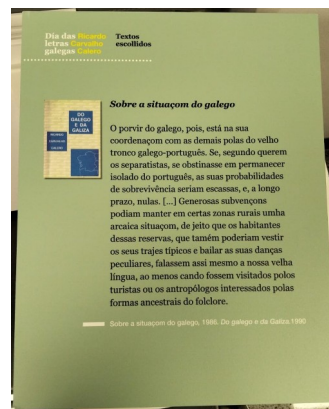 Dia das Ricardo
letras Carvalho
galegas Calero
Textos
escollidos
DO
GALEGO
E DA
GALIZA
RICARDO
CARVALHO
CALERO
Sobre a situaçom do galego
O porvir do galego, pois, está na sua
coordenaçom com as demais polas do velho
tronco galego-português. Se, segundo querem
os separatistas, se obstinasse em permanecer
isolado do português, as suas probabilidades
de sobrevivência seriam escassas, e, a longo
prazo, nulas. [...] Generosas subvençons
podiam manter em certas zonas rurais umha
arcaica situaçom, de jeito que os habitantes
dessas reservas, que tamém poderiam vestir
os seus trajes típicos e bailar as suas danças
peculiares, falassem assi mesmo a nossa velha
língua, ao menos cando fossem visitados polos
turistas ou os antropólogos interessados polas
formas ancestrais do folclore.
Sobre a situaçom do galego, 1986. Do galego e da Galiza,1990